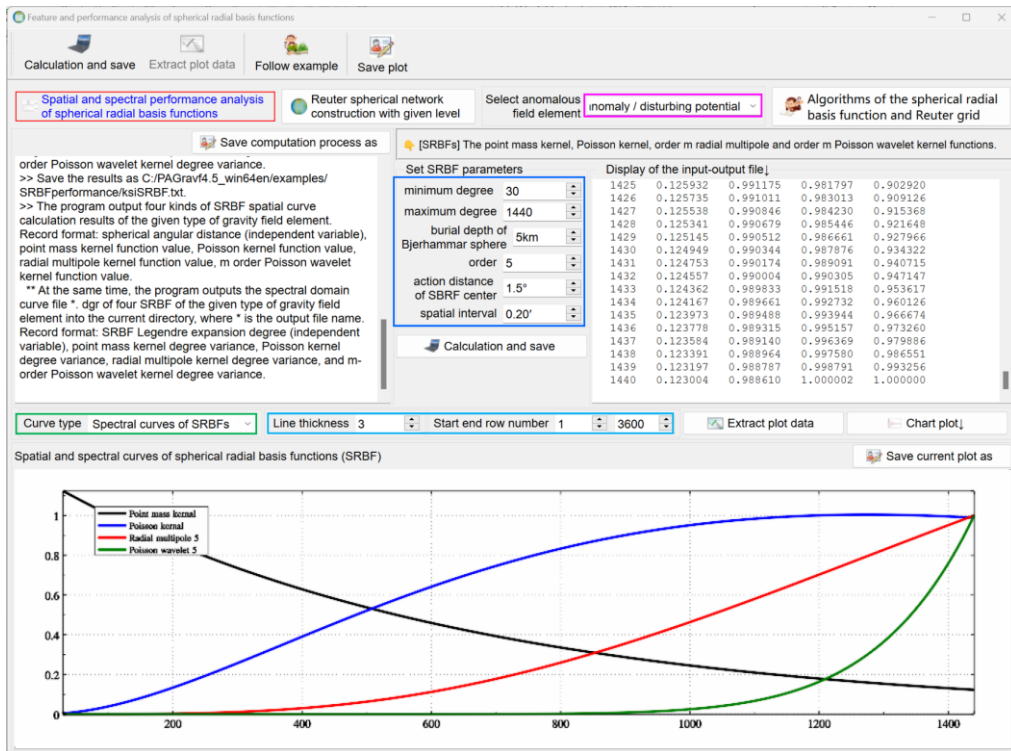 Feature and performance analysis of spherical radial basis functions
Calculation and save
Extract plot data
Follow example
Save plot
Spatial and spectral performance analysis
of spherical radial basis functions
Reuter spherical network
construction with given level
Select anomalous
field element
nomaly / disturbing potential
Algorithms of the spherical radial
basis function and Reuter grid
Save computation process as
[SRBFs] The point mass kernel, Poisson kernel, order m radial multipole and order m Poisson wavelet kernel functions.
order Poisson wavelet kernel degree variance.
>> Save the results as C:/PAGrav4.5_win64en/examples/
SRBFperformance/ksiSRBF.txt.
>> The program output four kinds of SRBF spatial curve
calculation results of the given type of gravity field element.
Record format: spherical angular distance (independent variable),
point mass kernel function value, Poisson kernel function value,
radial multipole kernel function value, m order Poisson wavelet
kernel function value.
** At the same time, the program outputs the spectral domain
curve file *. dgr of four SRBF of the given type of gravity field
element into the current directory, where * is the output file name.
Record format: SRBF Legendre expansion degree (independent
variable), point mass kernel degree variance, Poisson kernel
degree variance, radial multipole kernel degree variance, and m-
order Poisson wavelet kernel degree variance.
Set SRBF parameters
minimum degree 30
maximum degree 1440
burial depth of
Bjerhammar sphere 5km
order 5
action distance
of SBRF center 1.5°
spatial interval 0.20′
Calculation and save
Display of the input-output file↓
1425 0.125932 0.991175 0.981797 0.902920
1426 0.125735 0.991011 0.983013 0.909126
1427 0.125538 0.990846 0.984230 0.915368
1428 0.125341 0.990679 0.985446 0.921648
1429 0.125145 0.990512 0.986661 0.927966
1430 0.124949 0.990344 0.987876 0.934322
1431 0.124753 0.990174 0.989091 0.940715
1432 0.124557 0.990004 0.990305 0.947147
1433 0.124362 0.989833 0.991518 0.953617
1434 0.124167 0.989661 0.992732 0.960126
1435 0.123973 0.989488 0.993944 0.966674
1436 0.123778 0.989315 0.995157 0.973260
1437 0.123584 0.989140 0.996369 0.979886
1438 0.123391 0.988964 0.997580 0.986551
1439 0.123197 0.988787 0.998791 0.993256
1440 0.123004 0.988610 1.000002 1.000000
Curve type Spectral curves of SRBFs
Line thickness 3
Start end row number 1 3600
Extract plot data
Chart plot↓
Spatial and spectral curves of spherical radial basis functions (SRBF)
Save current plot as
Point mass kernal
Poisson kernal
Radial multipole 5
Poisson wavelet 5
1
0.8
0.6
0.4
0.2
0
200 400 600 800 1000 1200 1400